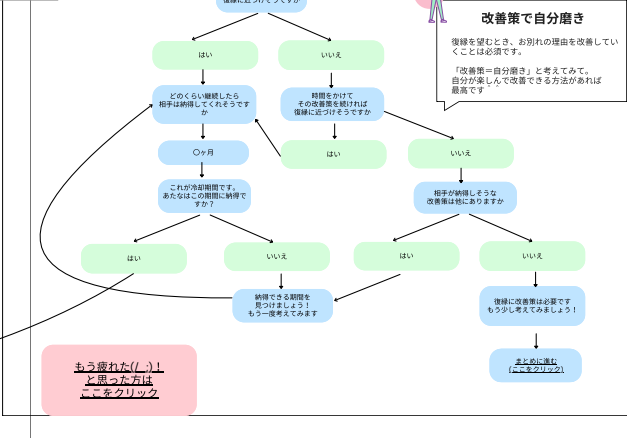 復縁に近づけそうですか
改善策で自分磨き
復縁を望むとき、お別れの理由を改善してい
くことは必須です。
「改善策＝自分磨き」と考えてみて。
自分が楽しんで改善できる方法があれば
最高です＾＾
はい
いいえ
どのくらい継続したら
相手は納得してくれそうです
か
時間をかけて
その改善策を続ければ
復縁に近づけそうですか
〇ヶ月
はい
いいえ
これが冷却期間です。
あたなはこの期間に納得で
すか？
相手が納得しそうな
改善策は他にありますか
はい
いいえ
はい
いいえ
納得できる期間を
見つけましょう！
もう一度考えてみます
復縁に改善策は必要です
もう少し考えてみましょう！
もう疲れた(/_;)！
と思った方は
ここをクリック
まとめに進む
(ここをクリック)